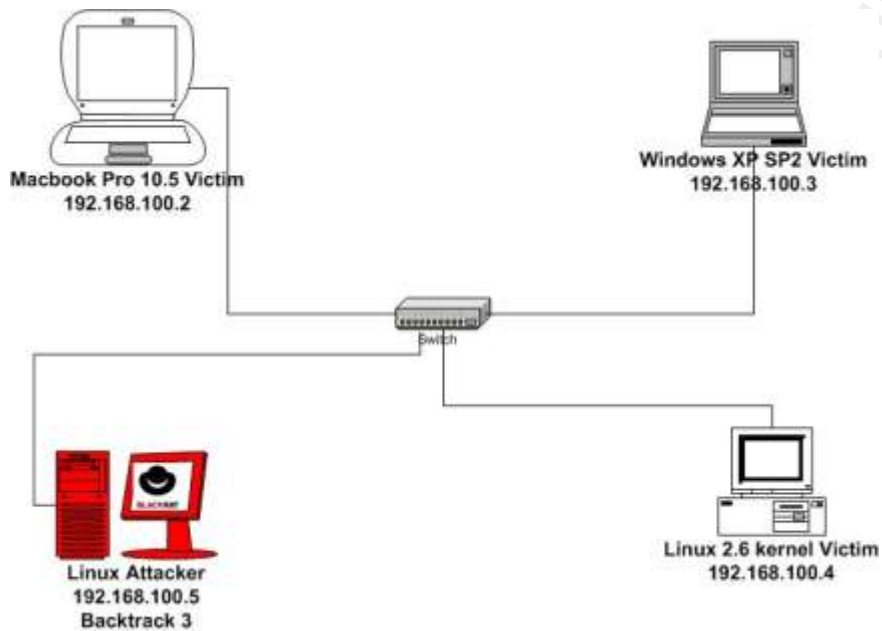 Macbook Pro 10.5 Victim
192.168.100.2
Windows XP SP2 Victim
192.168.100.3
Switch
BLACKHAT
Linux Attacker
192.168.100.5
Backtrack 3
Linux 2.6 kernel Victim
192.168.100.4